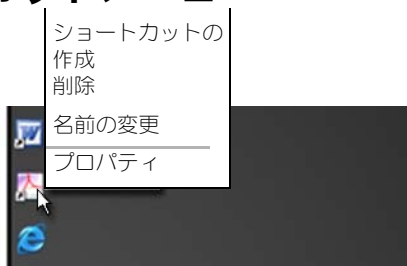 ショートカットの
作成
削除
名前の変更
プロパティ